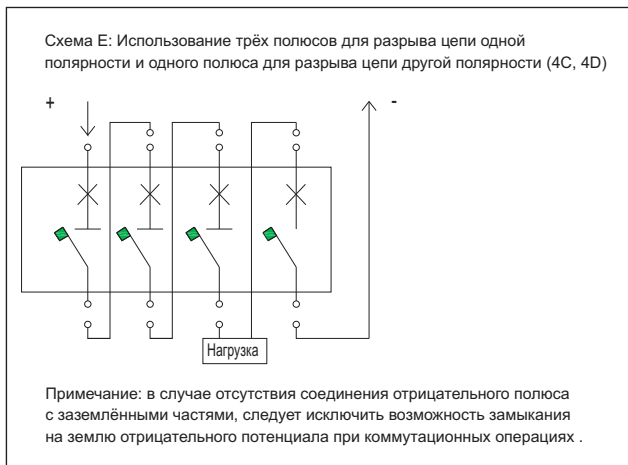 Схема E: Использование трёх полюсов для разрыва цепи одной
полярности и одного полюса для разрыва цепи другой полярности (4C, 4D)
+ -
Нагрузка
Примечание: в случае отсутствия соединения отрицательного полюса
с заземлёнными частями, следует исключить возможность замыкания
на землю отрицательного потенциала при коммутационных операциях .